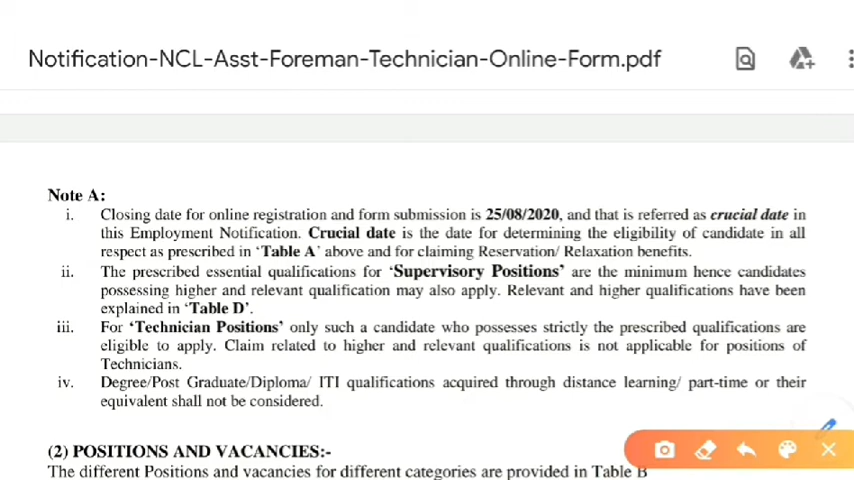 Notification-NCL-Asst-Foreman-Technician-Online-Form.pdf
Note A:
i. Closing date for online registration and form submission is 25/08/2020, and that is referred as crucial date in
this Employment Notification. Crucial date is the date for determining the eligibility of candidate in all
respect as prescribed in ‘Table A’ above and for claiming Reservation/ Relaxation benefits.
ii. The prescribed essential qualifications for ‘Supervisory Positions’ are the minimum hence candidates
possessing higher and relevant qualification may also apply. Relevant and higher qualifications have been
explained in ‘Table D’.
iii. For ‘Technician Positions’ only such a candidate who possesses strictly the prescribed qualifications are
eligible to apply. Claim related to higher and relevant qualifications is not applicable for positions of
Technicians.
iv. Degree/Post Graduate/Diploma/ ITI qualifications acquired through distance learning/ part-time or their
equivalent shall not be considered.
(2) POSITIONS AND VACANCIES:-
The different Positions and vacancies for different categories are provided in Table B